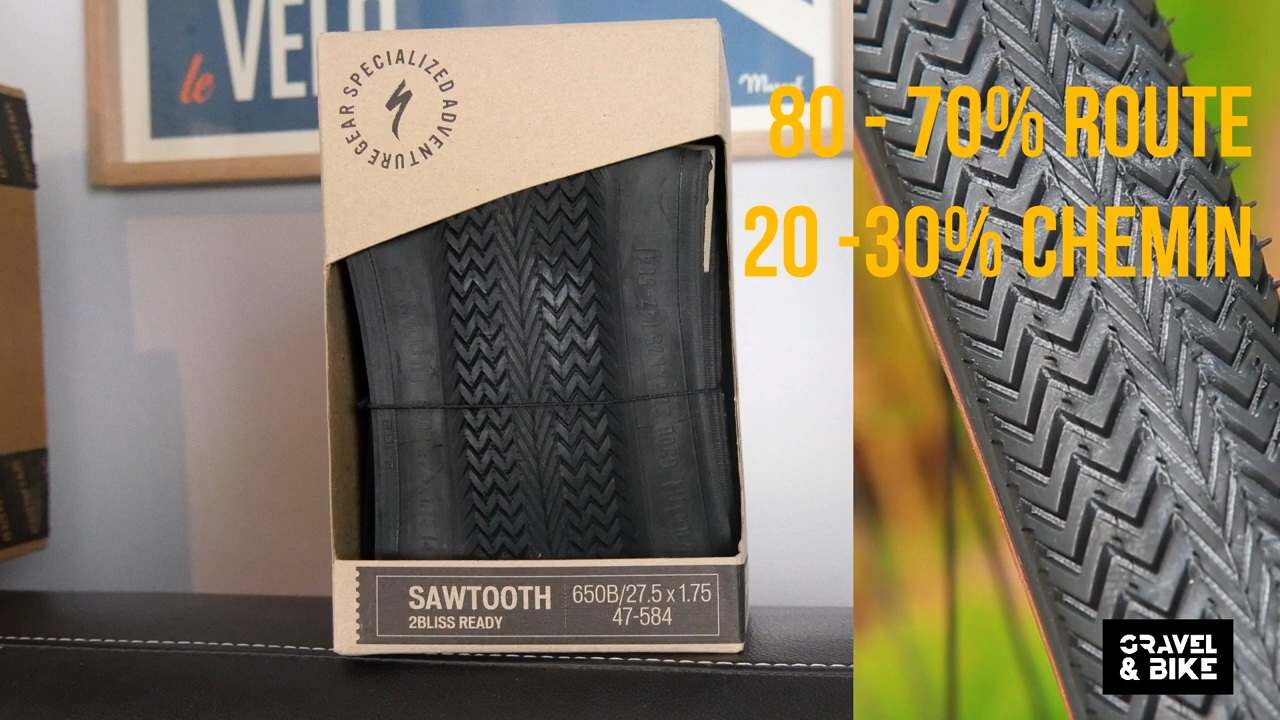 le VELO
SPECIALIZED ADVENTURE GEAR
80 - 70% ROUTE
20 -30% CHEMIN
SAWTOOTH
2BLISS READY
650B/27.5 x 1.75
47-584
GRAVEL
& BIKE